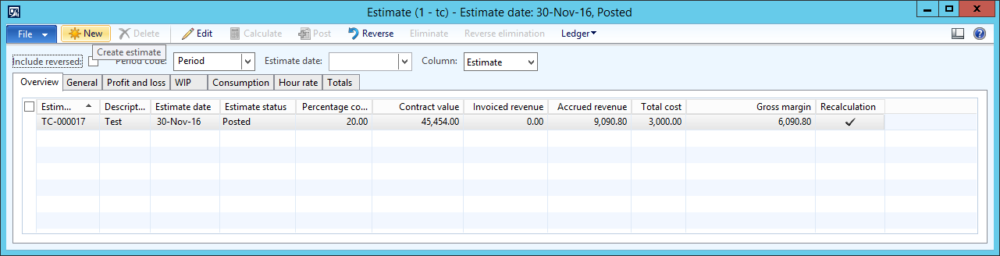 Estimate (1 - tc) - Estimate date: 30-Nov-16, Posted
File New Delete Edit Calculate Post Reverse Eliminate Reverse elimination Ledger
Create estimate
Include reversed: Period code: Period Estimate date: Column: Estimate
Overview General Profit and loss WIP Consumption Hour rate Totals
Estim... Descript... Estimate date Estimate status Percentage co... Contract value Invoiced revenue Accrued revenue Total cost Gross margin Recalculation
TC-000017 Test 30-Nov-16 Posted 20.00 45,454.00 0.00 9,090.80 3,000.00 6,090.80